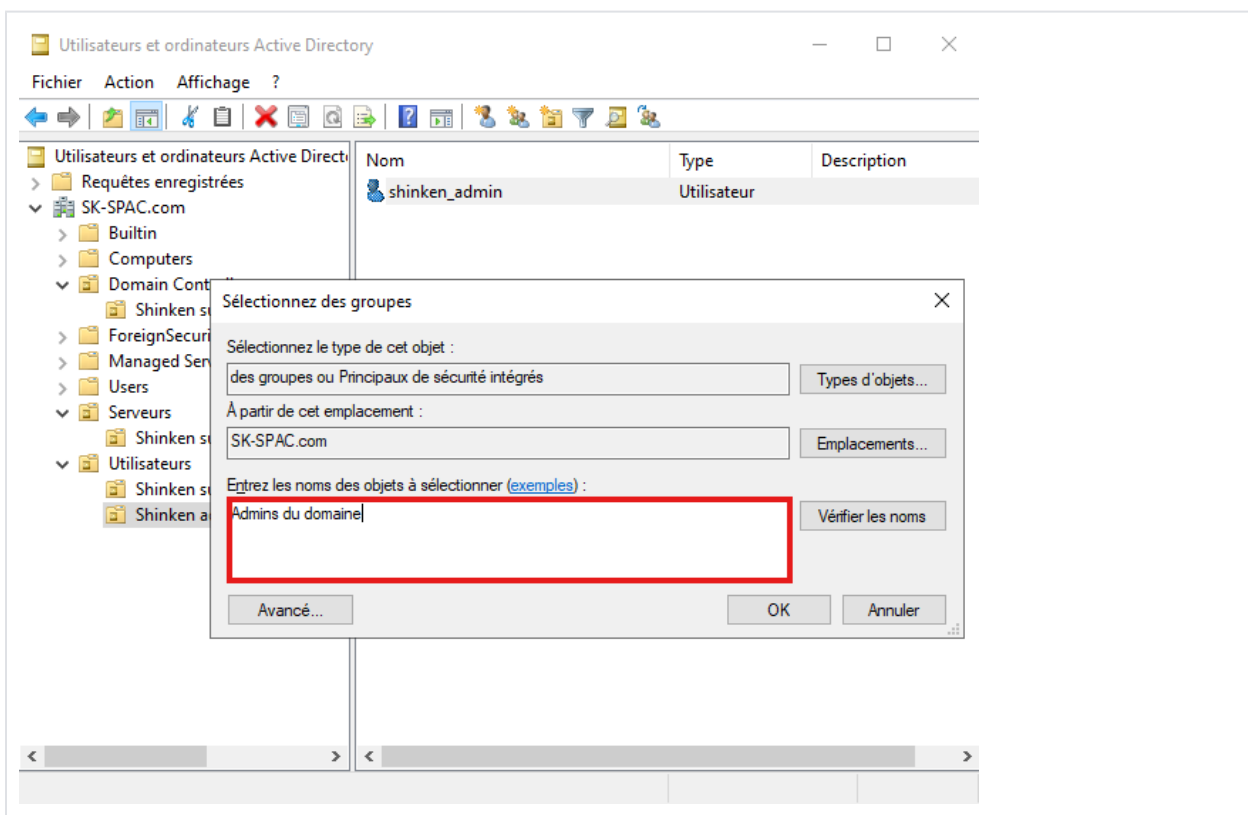 Utilisateurs et ordinateurs Active Directory
Fichier Action Affichage ?
Utilisateurs et ordinateurs Active Direct
Requêtes enregistrées
SK-SPAC.com
Builtin
Computers
Domain Cont
Shinken su
ForeignSecuri
Managed Serv
Users
Serveurs
Shinken su
Utilisateurs
Shinken su
Shinken a
Nom Type Description
shinken_admin Utilisateur
Sélectionnez des groupes
Sélectionnez le type de cet objet :
des groupes ou Principaux de sécurité intégrés
Types d'objets...
À partir de cet emplacement :
SK-SPAC.com
Emplacements...
Entrez les noms des objets à sélectionner (exemples) :
Admins du domaine
Vérifier les noms
Avancé...
OK
Annuler